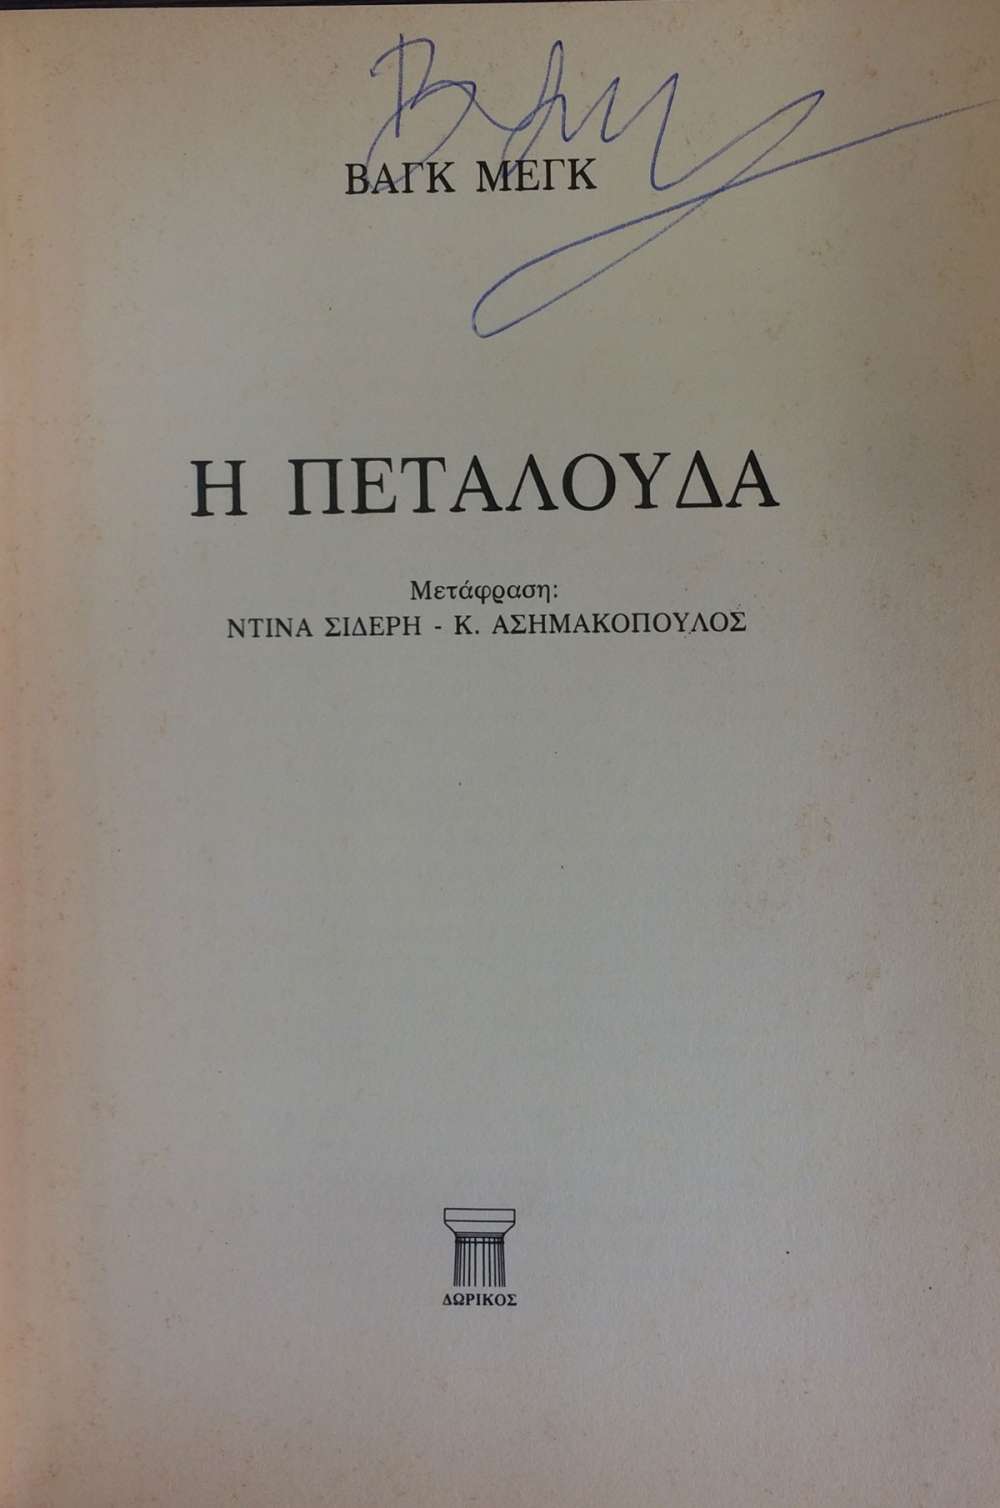 ΒΑΓΚ ΜΕΓΚ
Η ΠΕΤΑΛΟΥΔΑ
Μετάφραση:
ΝΤΙΝΑ ΣΙΔΕΡΗ - Κ. ΑΣΗΜΑΚΟΠΟΥΛΟΣ
ΔΩΡΙΚΟΣ